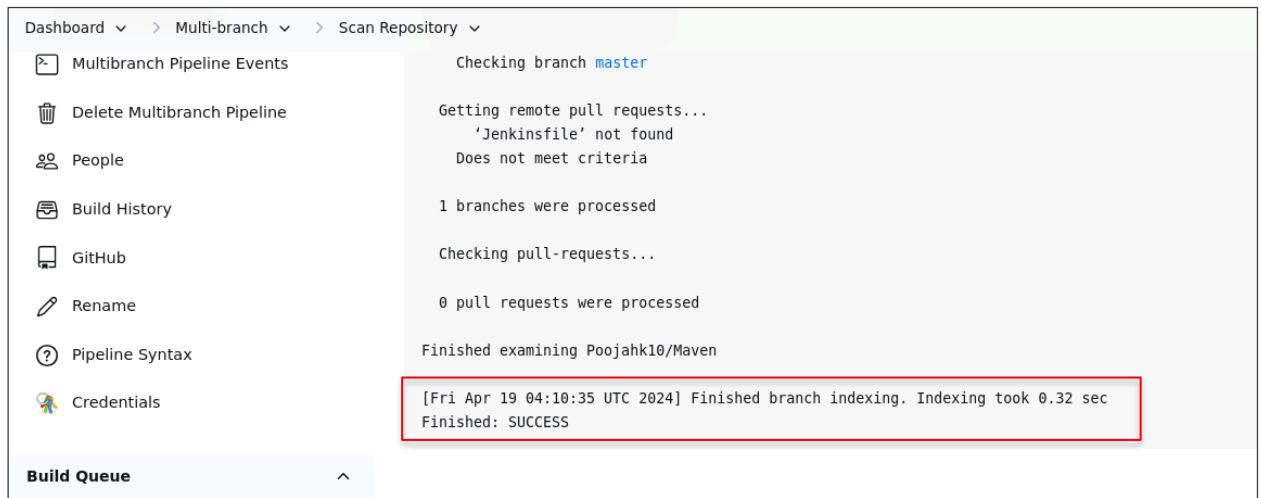 Dashboard > Multi-branch > Scan Repository
Multibranch Pipeline Events
Delete Multibranch Pipeline
People
Build History
GitHub
Rename
Pipeline Syntax
Credentials
Build Queue
Checking branch master
Getting remote pull requests...
‘Jenkinsfile’ not found
Does not meet criteria
1 branches were processed
Checking pull-requests...
0 pull requests were processed
Finished examining Poojahk10/Maven
[Fri Apr 19 04:10:35 UTC 2024] Finished branch indexing. Indexing took 0.32 sec
Finished: SUCCESS